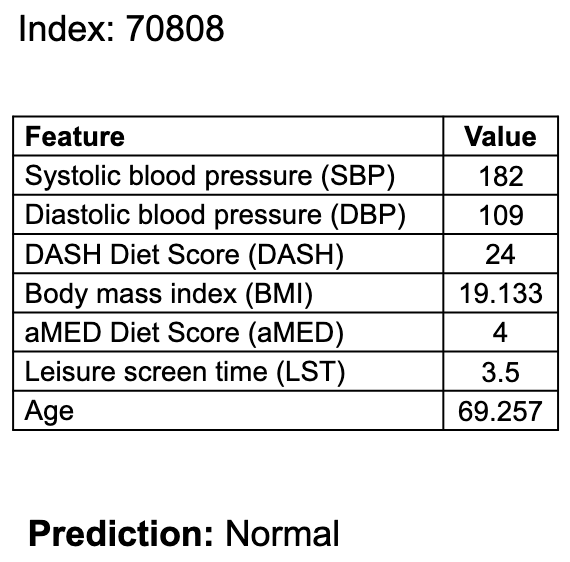 Index: 70808
Feature Value
Systolic blood pressure (SBP) 182
Diastolic blood pressure (DBP) 109
DASH Diet Score (DASH) 24
Body mass index (BMI) 19.133
aMED Diet Score (aMED) 4
Leisure screen time (LST) 3.5
Age 69.257
Prediction: Normal